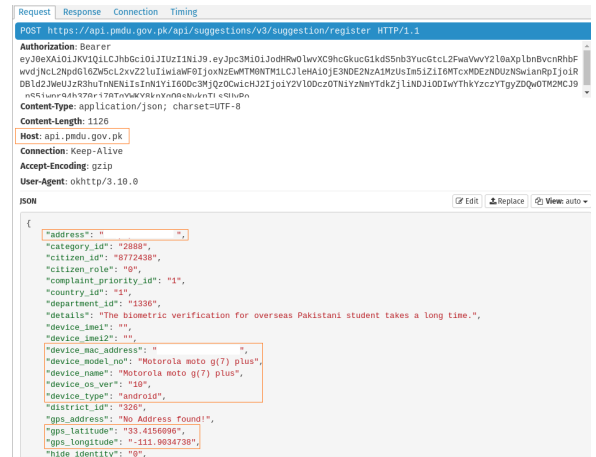 Request Response Connection Timing
POST https://api.pmdu.gov.pk/api/suggestions/v3/suggestion/register HTTP/1.1
Authorization: Bearer
Content-Type: application/json; charset=UTF-8
Content-Length: 1126
Host: api.pmdu.gov.pk
Connection: Keep-Alive
Accept-Encoding: gzip
User-Agent: okhttp/3.10.0
JSON Edit Replace View: auto
{
"address": " ",
"category_id": "2888",
"citizen_id": "8772438",
"citizen_role": "0",
"complaint_priority_id": "1",
"country_id": "1",
"department_id": "1336",
"details": "The biometric verification for overseas Pakistani student takes a long time.",
"device_imei": "",
"device_imei2": "",
"device_mac_address": " ",
"device_model_no": "Motorola moto g(7) plus",
"device_name": "Motorola moto g(7) plus",
"device_os_ver": "10",
"device_type": "android",
"district_id": "326",
"gps_address": "No Address found!",
"gps_latitude": "33.4156096",
"gps_longitude": "-111.9034738",
"hide_identity": "0",